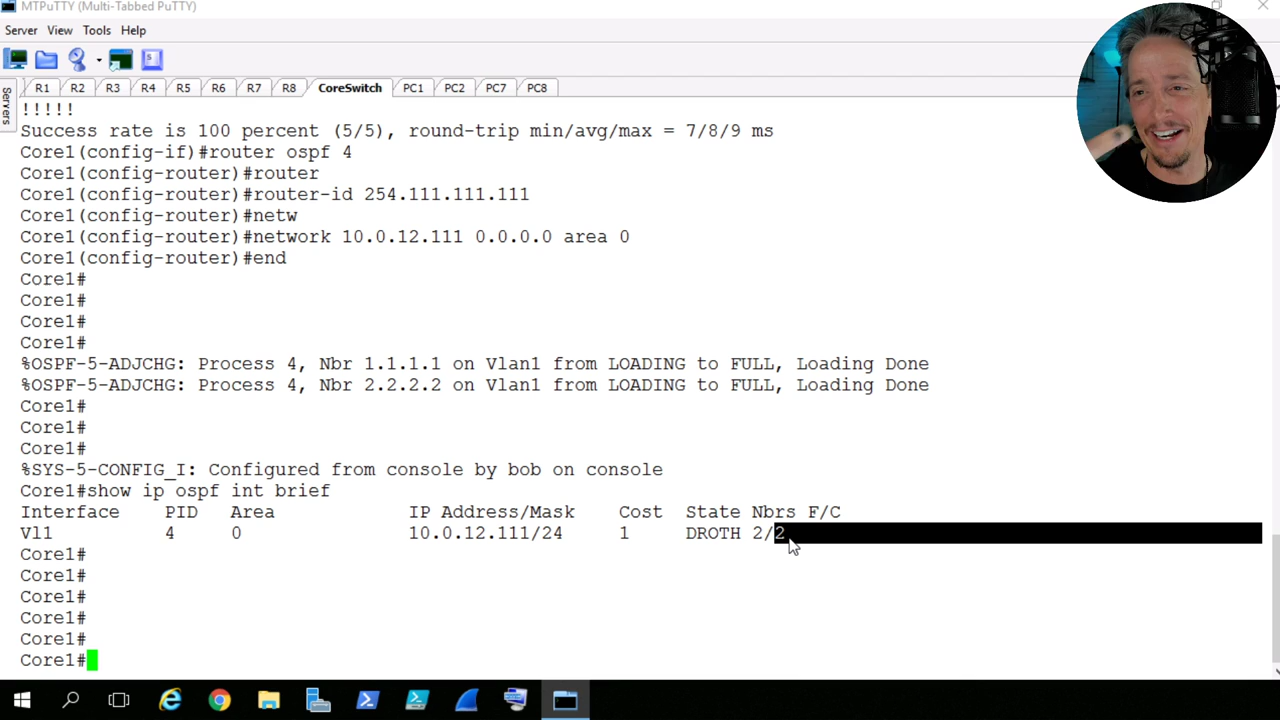 MTPuTTY (Multi-Tabbed PuTTY)
Server View Tools Help
R1 R2 R3 R4 R5 R6 R7 R8 CoreSwitch PC1 PC2 PC7 PC8
Servers
!!!!!
Success rate is 100 percent (5/5), round-trip min/avg/max = 7/8/9 ms
Core1(config-if)#router ospf 4
Core1(config-router)#router
Core1(config-router)#router-id 254.111.111.111
Core1(config-router)#netw
Core1(config-router)#network 10.0.12.111 0.0.0.0 area 0
Core1(config-router)#end
Core1#
Core1#
Core1#
Core1#
%OSPF-5-ADJCHG: Process 4, Nbr 1.1.1.1 on Vlan1 from LOADING to FULL, Loading Done
%OSPF-5-ADJCHG: Process 4, Nbr 2.2.2.2 on Vlan1 from LOADING to FULL, Loading Done
Core1#
Core1#
Core1#
%SYS-5-CONFIG_I: Configured from console by bob on console
Core1#show ip ospf int brief
Interface PID Area IP Address/Mask Cost State Nbrs F/C
Vl1 4 0 10.0.12.111/24 1 DROTH 2/2
Core1#
Core1#
Core1#
Core1#
Core1#
Core1#